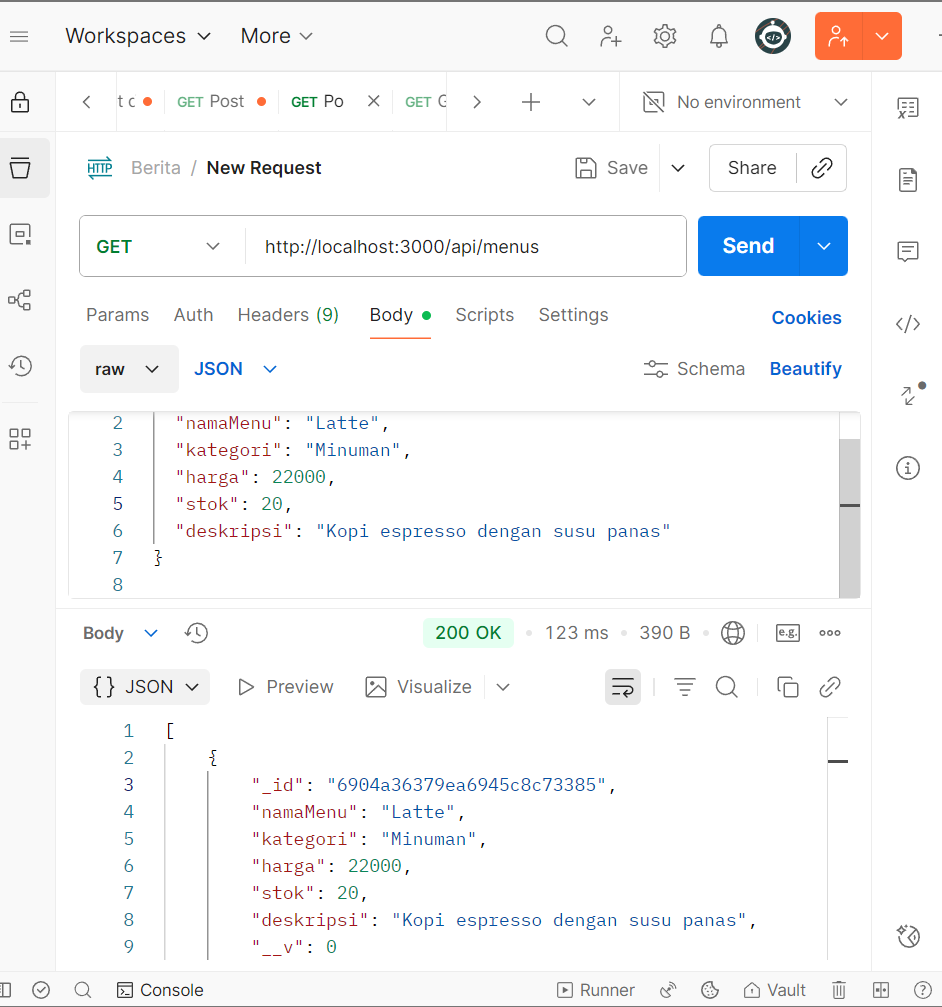 Workspaces More
t c GET Post GET Po GET G No environment
HTTP Berita / New Request Save Share
GET http://localhost:3000/api/menus Send
Params Auth Headers (9) Body Scripts Settings Cookies
raw JSON Schema Beautify
2 "namaMenu": "Latte",
3 "kategori": "Minuman",
4 "harga": 22000,
5 "stok": 20,
6 "deskripsi": "Kopi espresso dengan susu panas"
7 }
8
Body 200 OK 123 ms 390 B e.g.
{} JSON Preview Visualize
1 [
2 {
3 "_id": "6904a36379ea6945c8c73385",
4 "namaMenu": "Latte",
5 "kategori": "Minuman",
6 "harga": 22000,
7 "stok": 20,
8 "deskripsi": "Kopi espresso dengan susu panas",
9 "__v": 0
Console Runner Vault